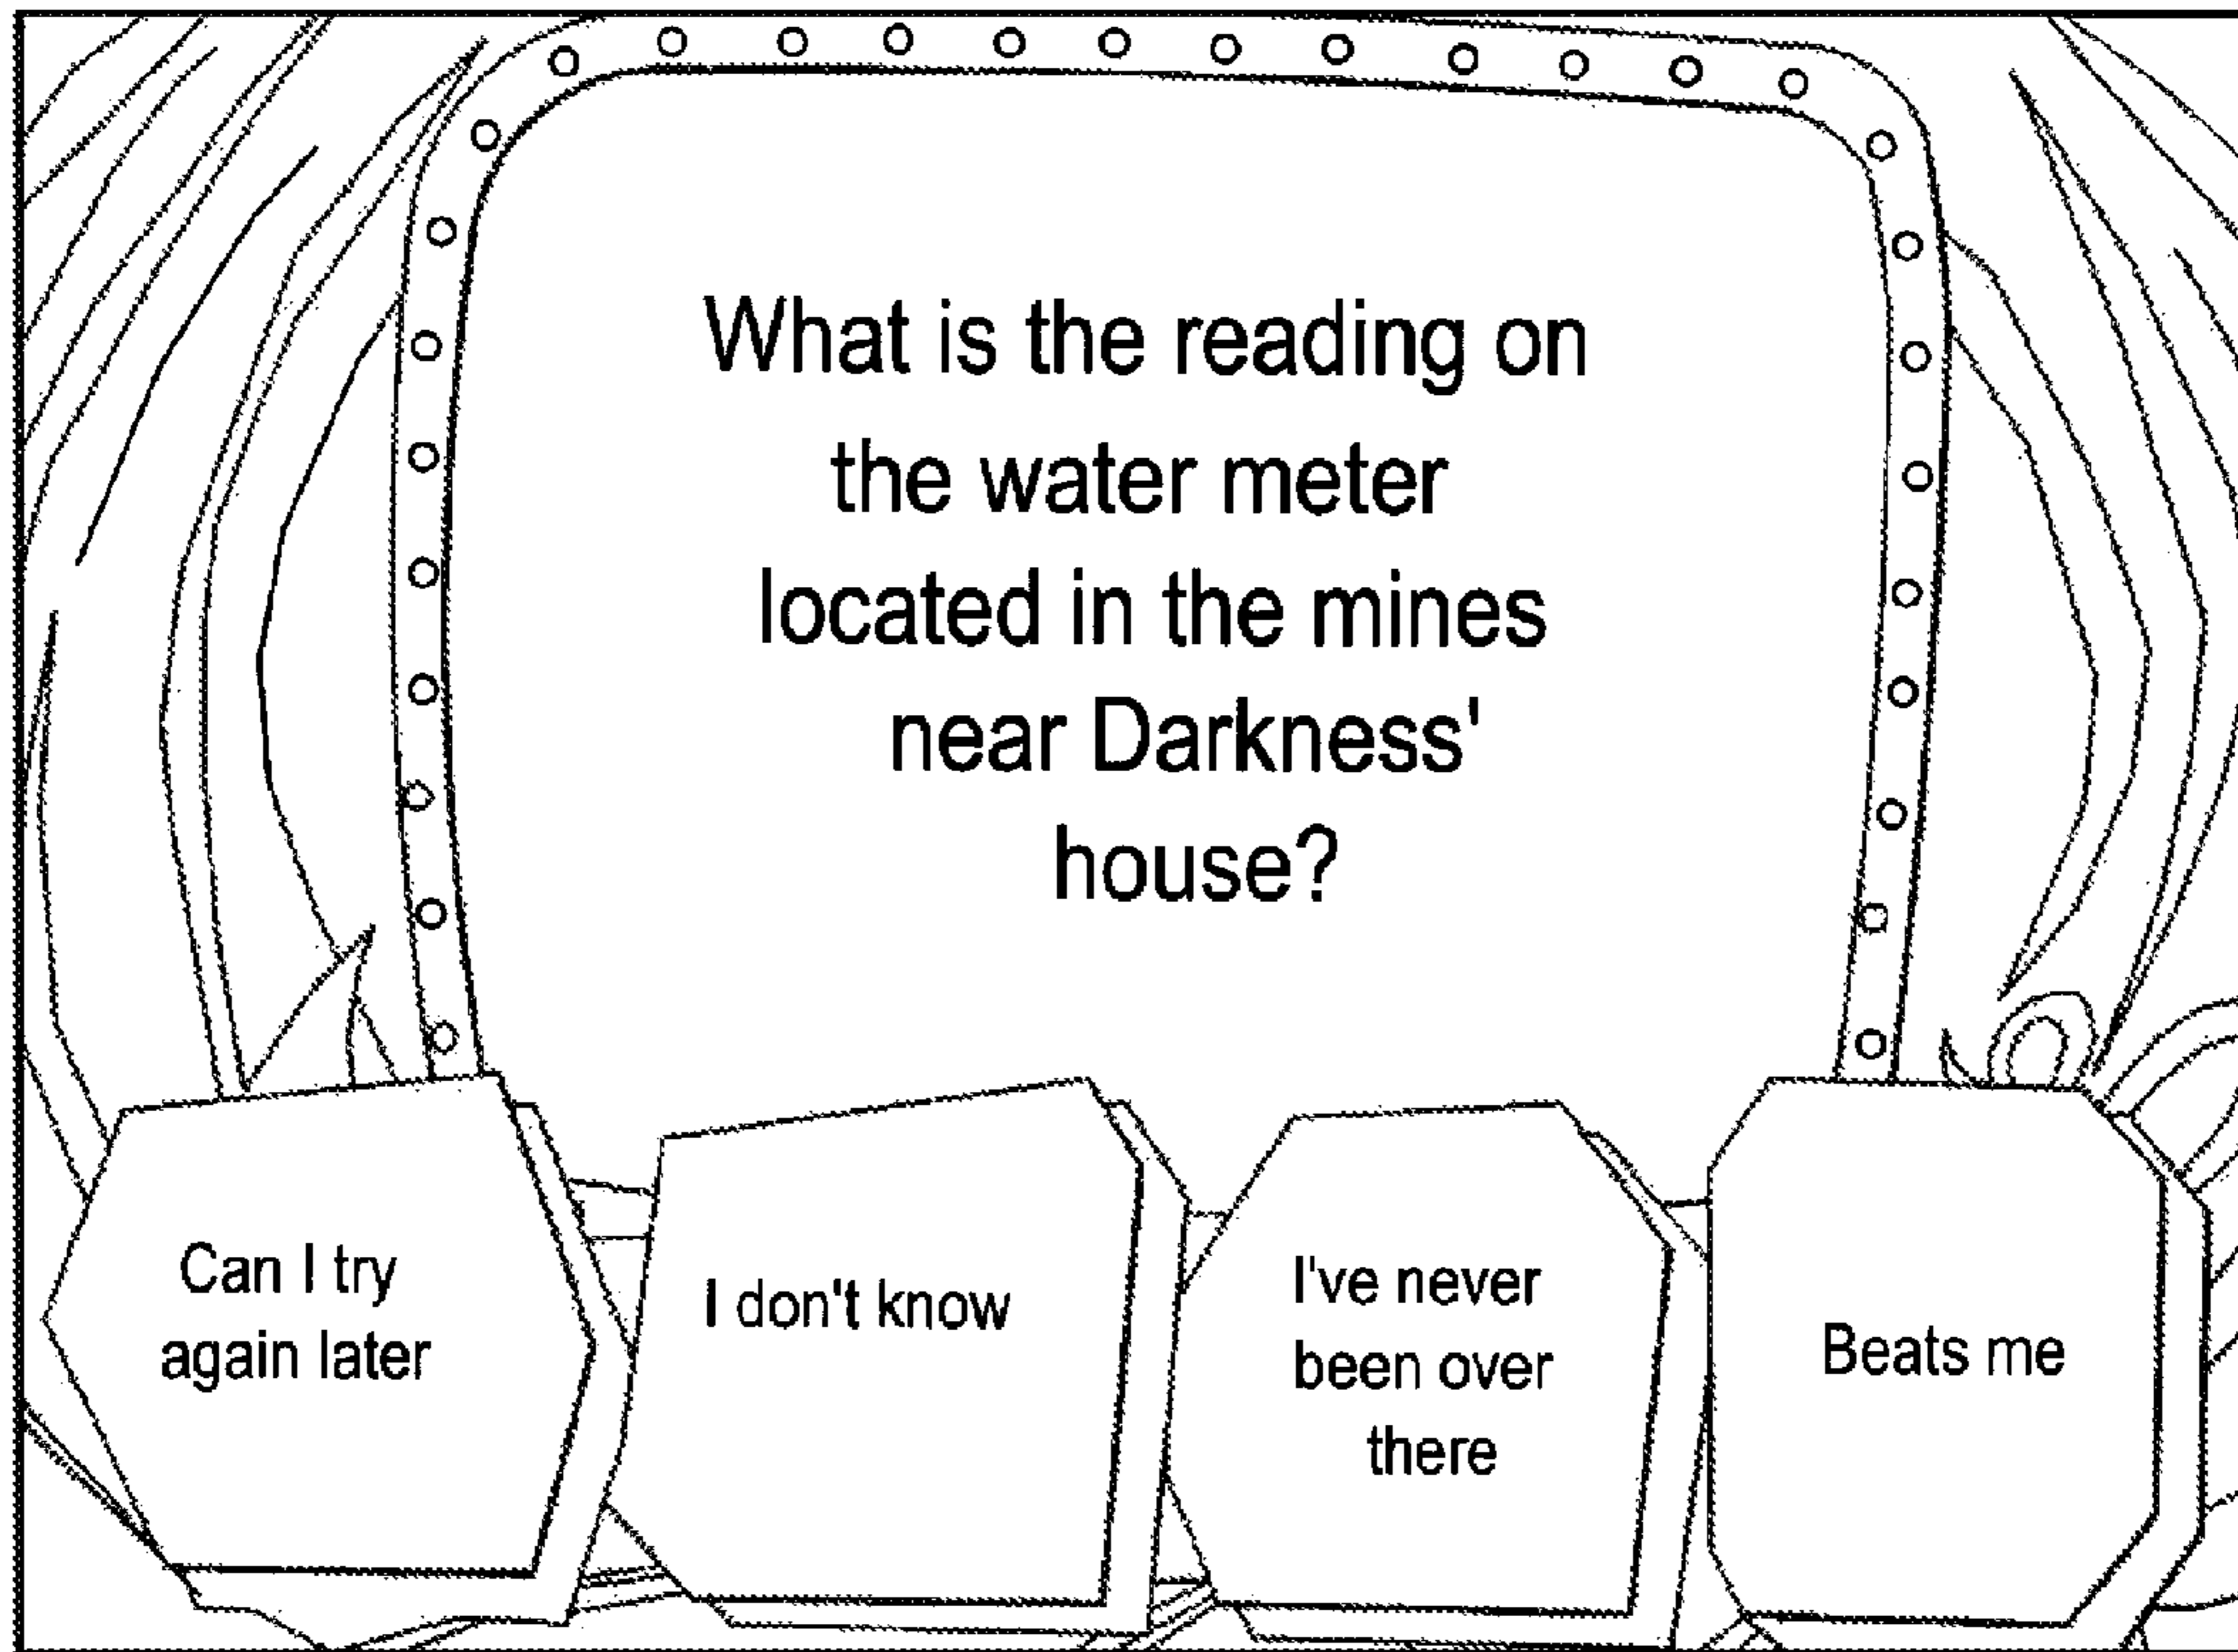 What is the reading on
the water meter
located in the mines
near Darkness'
house?
Can I try
again later
I don't know
I've never
been over
there
Beats me